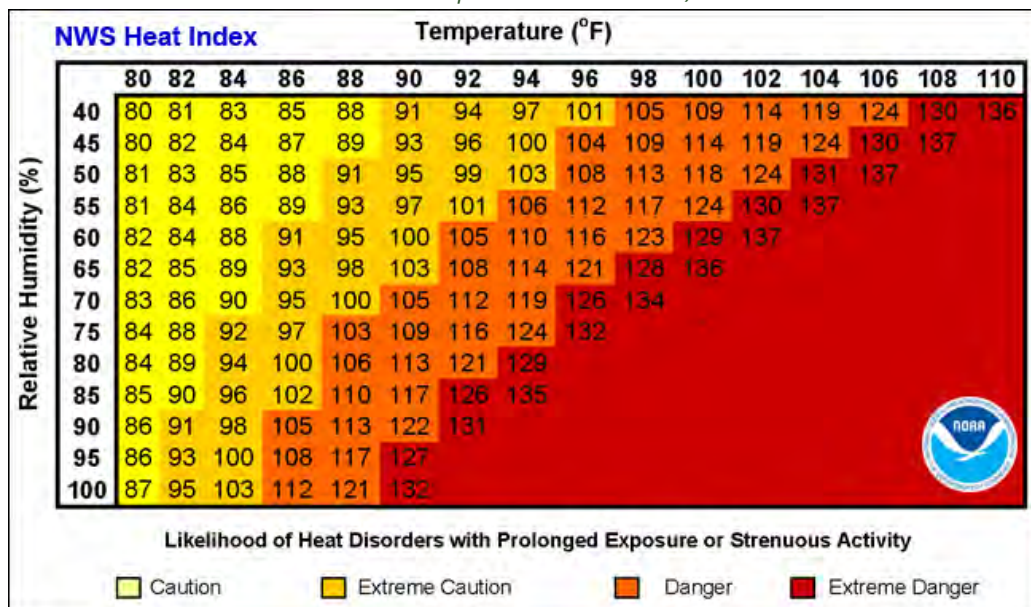 NWS Heat Index Temperature (°F)
80 82 84 86 88 90 92 94 96 98 100 102 104 106 108 110
40 80 81 83 85 88 91 94 97 101 105 109 114 119 124 130 136
45 80 82 84 87 89 93 96 100 104 109 114 119 124 130 137
50 81 83 85 88 91 95 99 103 108 113 118 124 131 137
55 81 84 86 89 93 97 101 106 112 117 124 130 137
60 82 84 88 91 95 100 105 110 116 123 129 137
65 82 85 89 93 98 103 108 114 121 128 136
70 83 86 90 95 100 105 112 119 126 134
75 84 88 92 97 103 109 116 124 132
80 84 89 94 100 106 113 121 129
85 85 90 96 102 110 117 126 135
90 86 91 98 105 113 122 131
95 86 93 100 108 117 127
100 87 95 103 112 121 132
Relative Humidity (%)
NOAA
Likelihood of Heat Disorders with Prolonged Exposure or Strenuous Activity
Caution Extreme Caution Danger Extreme Danger